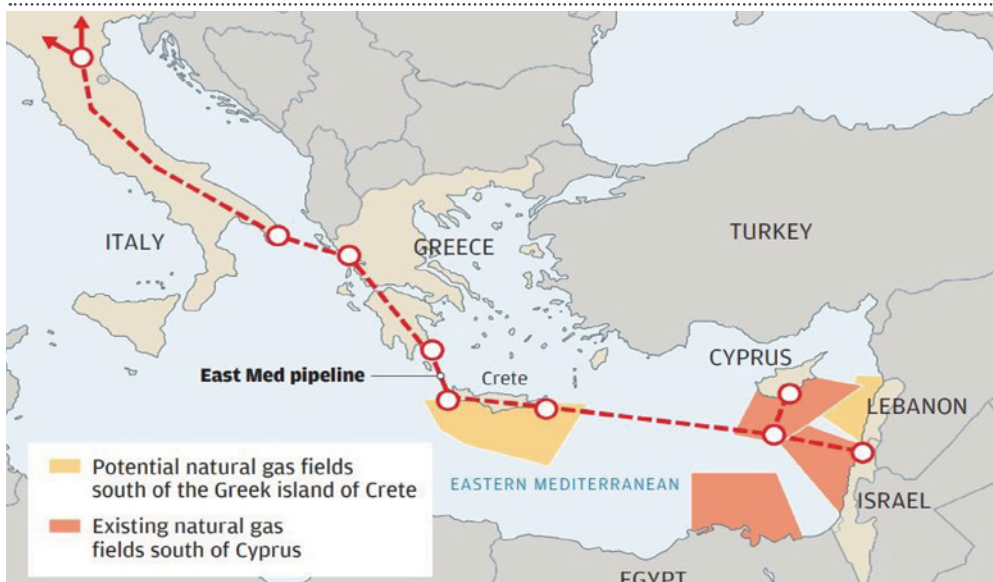 ITALY
GREECE
TURKEY
CYPRUS
East Med pipeline
Crete
LEBANON
Potential natural gas fields
south of the Greek island of Crete
EASTERN MEDITERRANEAN
ISRAEL
Existing natural gas
fields south of Cyprus
EGYPT